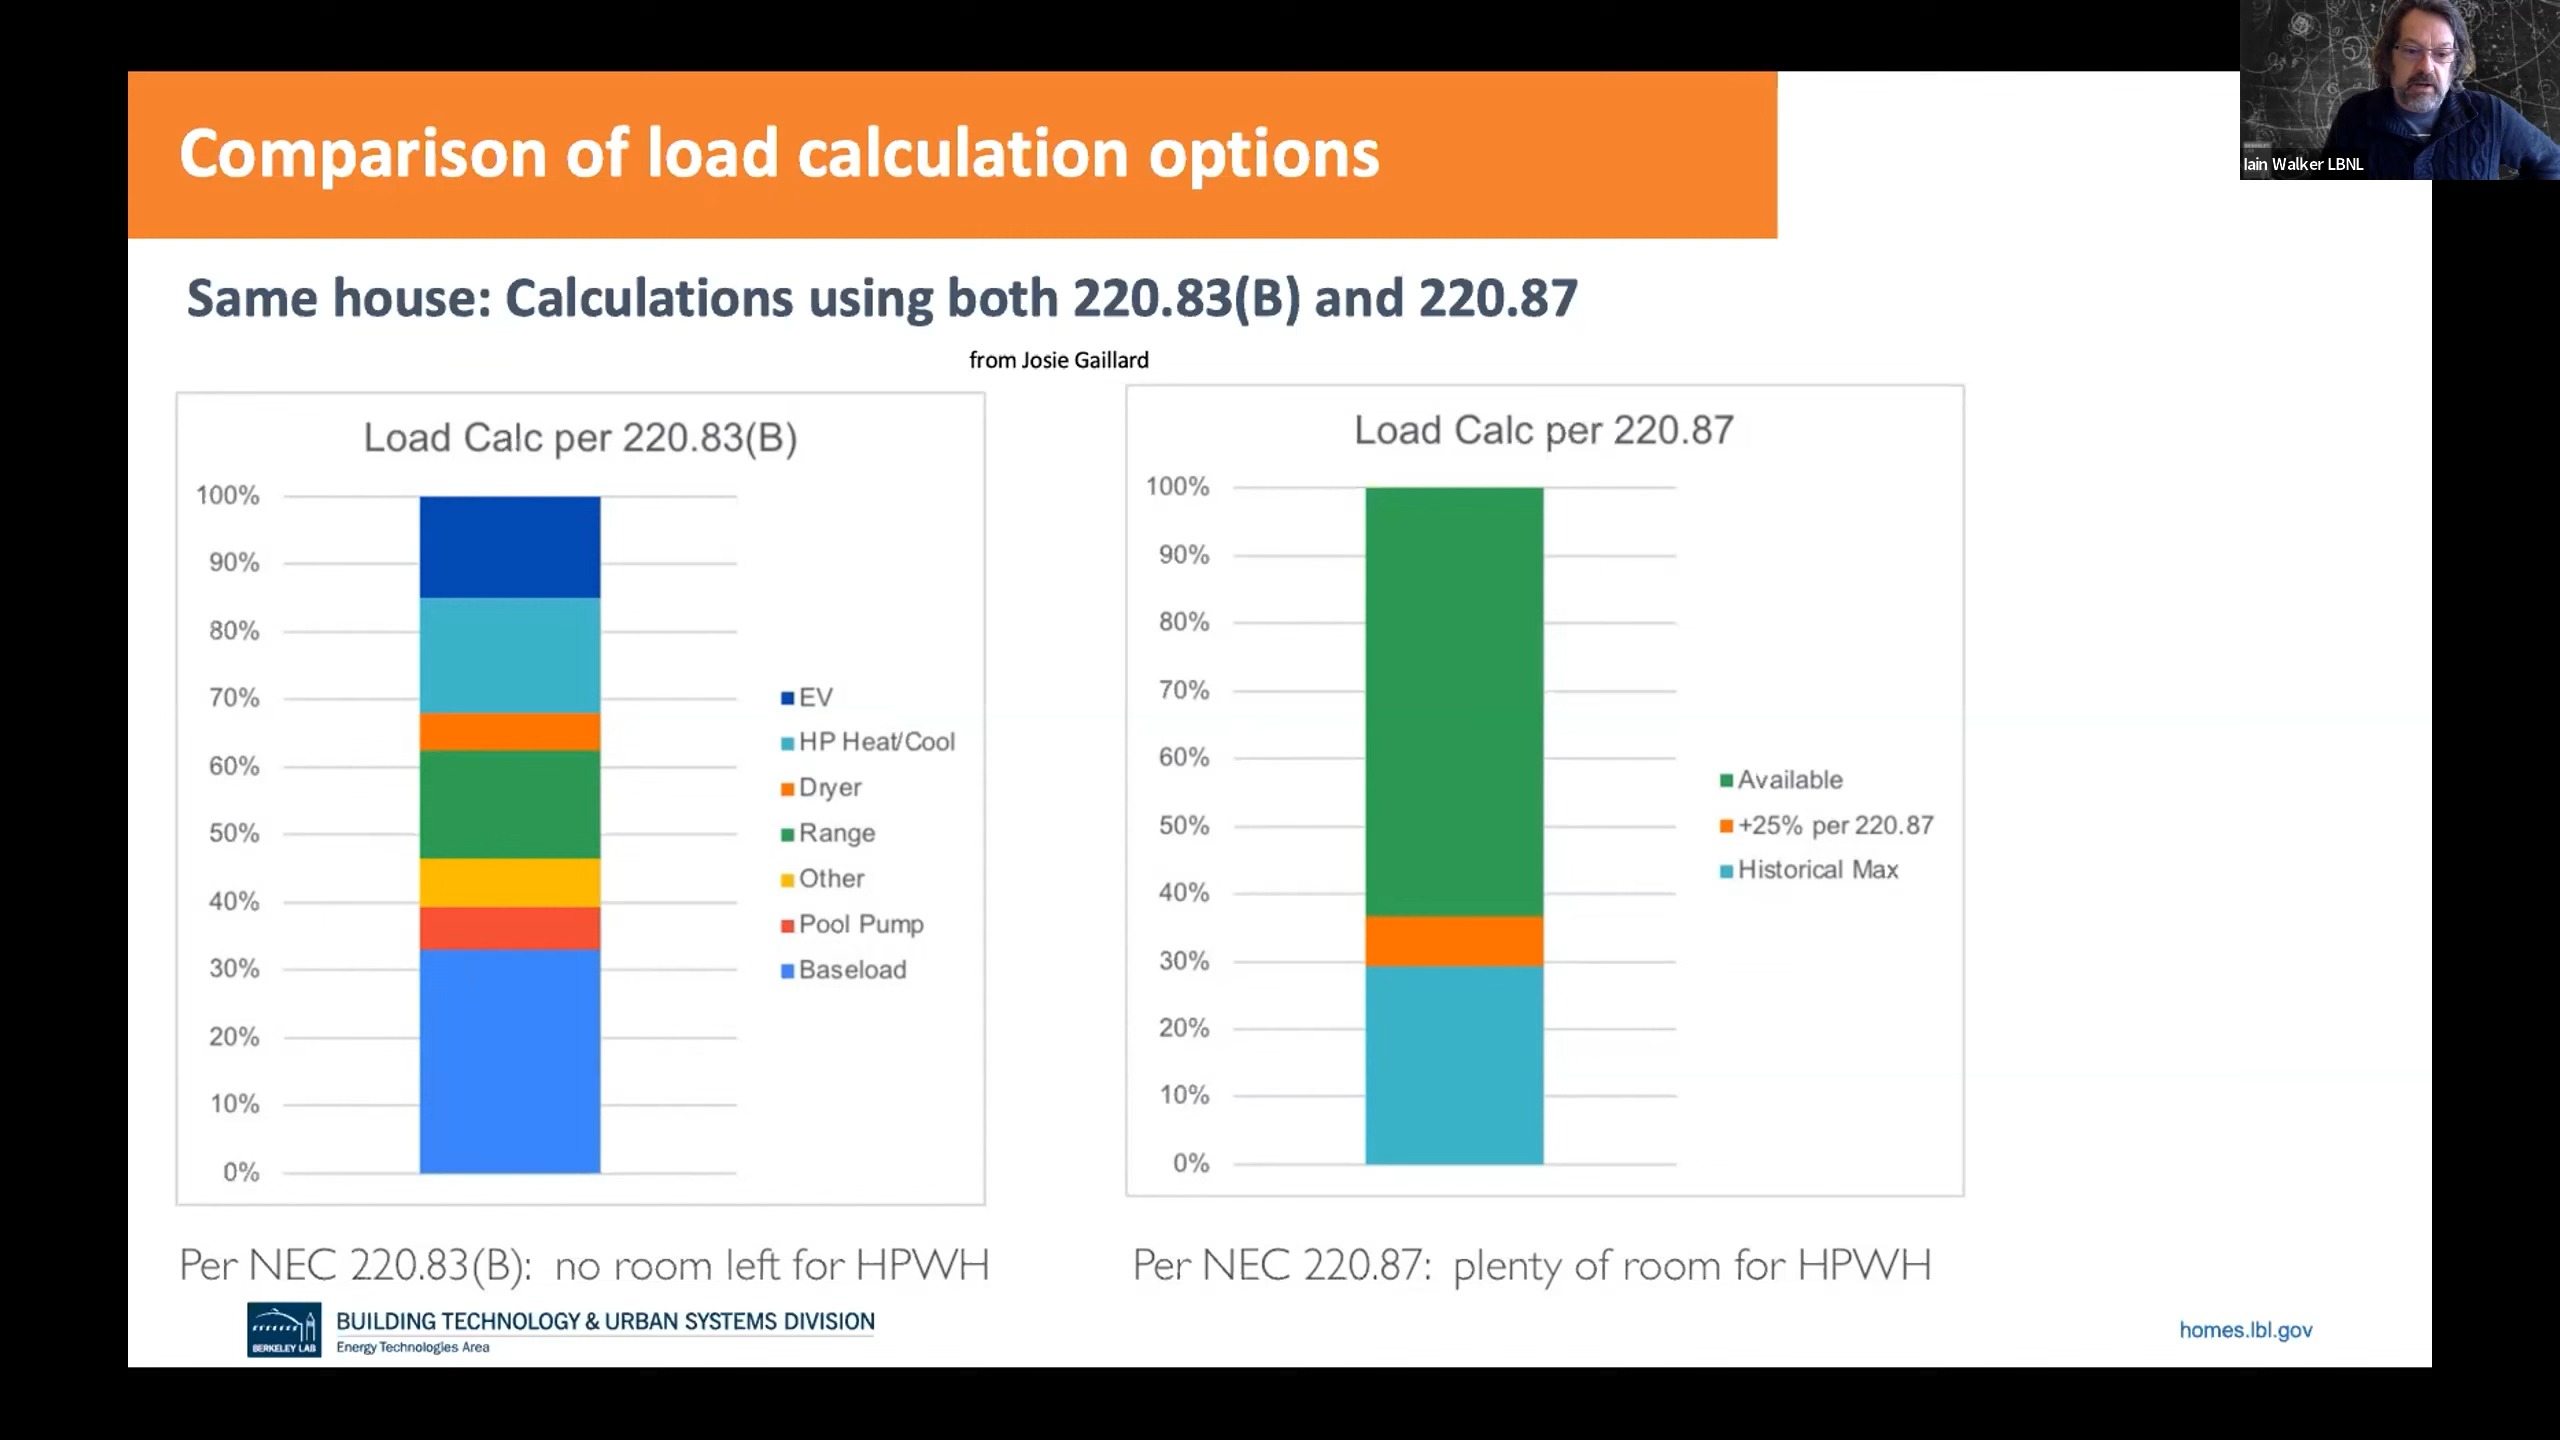 Comparison of load calculation options
Iain Walker LBNL
Same house: Calculations using both 220.83(B) and 220.87
from Josie Gaillard
Load Calc per 220.83(B)
100%
90%
80%
70%
60%
50%
40%
30%
20%
10%
0%
EV
HP Heat/Cool
Dryer
Range
Other
Pool Pump
Baseload
Load Calc per 220.87
100%
90%
80%
70%
60%
50%
40%
30%
20%
10%
0%
Available
+25% per 220.87
Historical Max
Per NEC 220.83(B): no room left for HPWH
Per NEC 220.87: plenty of room for HPWH
BERKELEY LAB
BUILDING TECHNOLOGY & URBAN SYSTEMS DIVISION
Energy Technologies Area
homes.lbl.gov